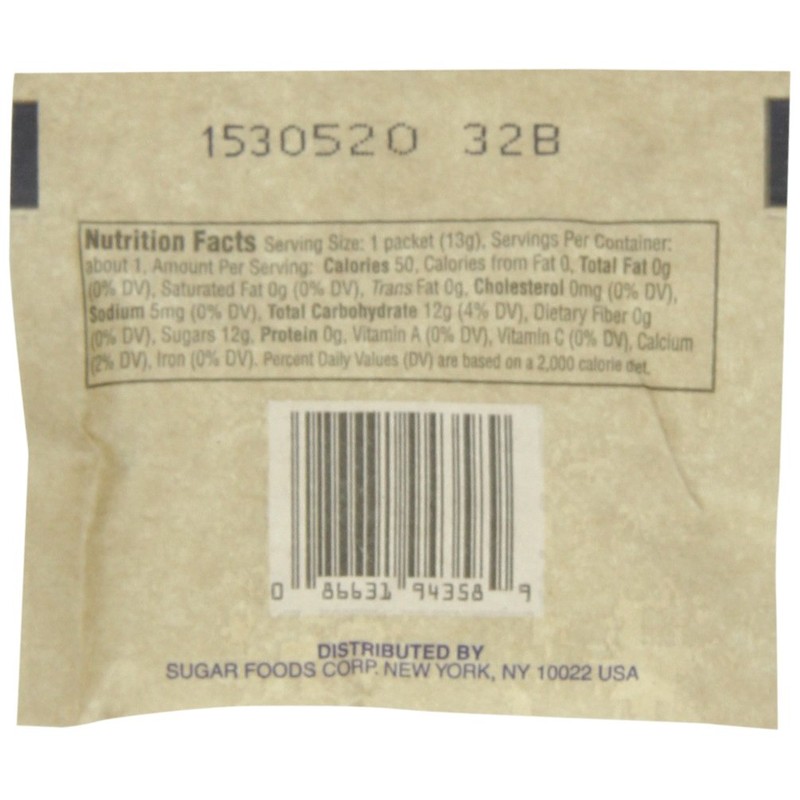 1530520 32B
Nutrition Facts Serving Size: 1 packet (13g), Servings Per Container:
about 1, Amount Per Serving: Calories 50, Calories from Fat 0, Total Fat 0g
(0% DV), Saturated Fat 0g (0% DV), Trans Fat 0g, Cholesterol 0mg (0% DV),
Sodium 5mg (0% DV), Total Carbohydrate 12g (4% DV), Dietary Fiber 0g
(0% DV), Sugars 12g, Protein 0g, Vitamin A (0% DV), Vitamin C (0% DV), Calcium
(2% DV), Iron (0% DV). Percent Daily Values (DV) are based on a 2,000 calorie diet.
0 86631 94358 9
DISTRIBUTED BY
SUGAR FOODS CORP. NEW YORK, NY 10022 USA